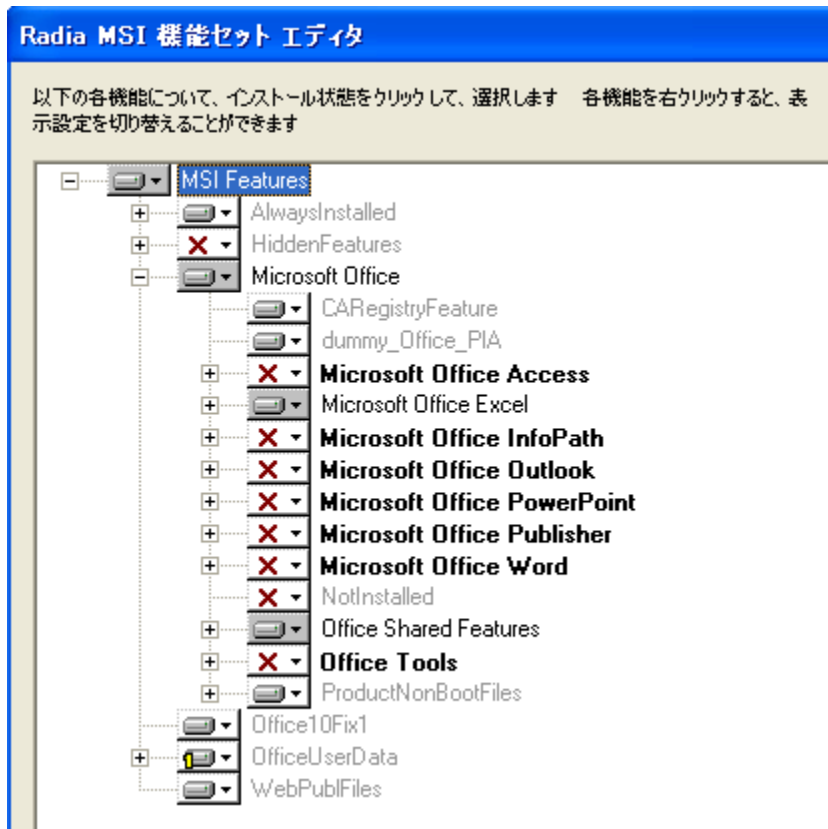 Radia MSI 機能セット エディタ
以下の各機能について、インストール状態をクリックして、選択します　各機能を右クリックすると、表
示設定を切り替えることができます
MSI Features
AlwaysInstalled
HiddenFeatures
Microsoft Office
CARegistryFeature
dummy_Office_PIA
Microsoft Office Access
Microsoft Office Excel
Microsoft Office InfoPath
Microsoft Office Outlook
Microsoft Office PowerPoint
Microsoft Office Publisher
Microsoft Office Word
NotInstalled
Office Shared Features
Office Tools
ProductNonBootFiles
Office10Fix1
OfficeUserData
WebPublFiles